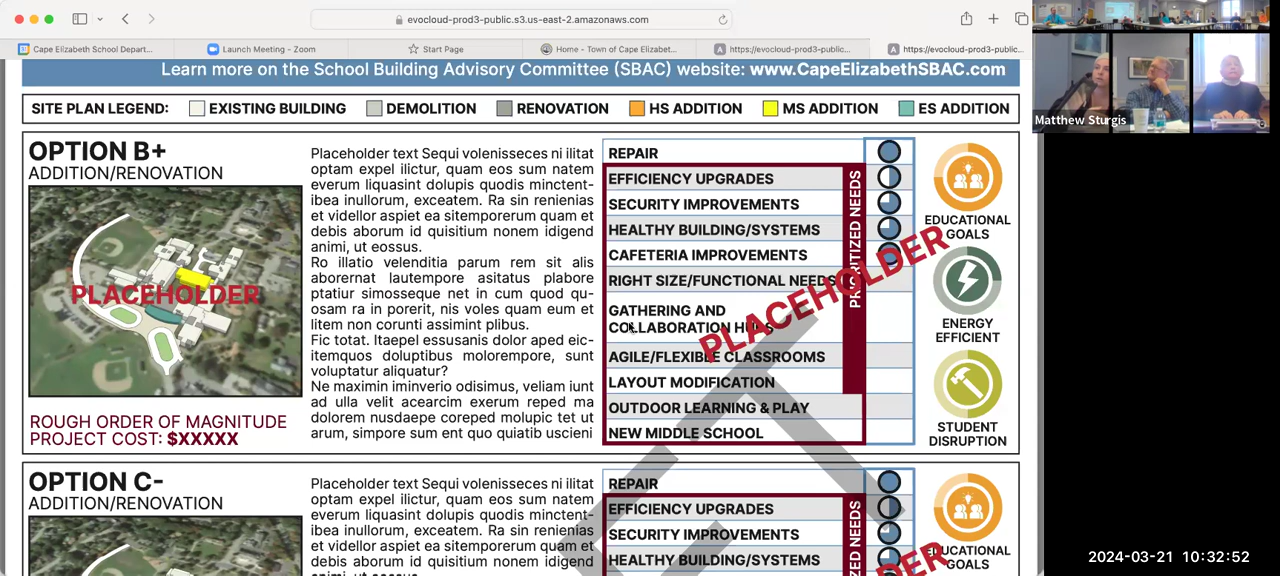 evocloud-prod3-public.s3.us-east-2.amazonaws.com
Cape Elizabeth School Depart...
Launch Meeting - Zoom
Start Page
Home - Town of Cape Elizabet...
https://evocloud-prod3-public...
https://evocloud-prod3-public...
Learn more on the School Building Advisory Committee (SBAC) website: www.CapeElizabethSBAC.com
SITE PLAN LEGEND: EXISTING BUILDING DEMOLITION RENOVATION HS ADDITION MS ADDITION ES ADDITION
OPTION B+
ADDITION/RENOVATION
PLACEHOLDER
ROUGH ORDER OF MAGNITUDE
PROJECT COST: $XXXXX
Placeholder text Sequi volenisseces ni ilitat
optam expel ilictur, quam eos sum natem
everum liquasint dolupis quodis minctent-
ibea inullorum, exceatem. Ra sin renienias
et videllor aspiet ea sitemporerum quam et
debis aborum id quisitium nonem idigend
animi, ut eossus.
Ro illatio velenditia parum rem sit alis
aborernat lautempore asitatus plabore
ptatiur simosseque net in cum quod qu-
osam ra in porerit, nis voles quam eum et
litem non corunti assimint plibus.
Fic totat. Itaepel essusanis dolor aped eic-
itemquos doluptibus molorempore, sunt
voluptatur aliquatur?
Ne maximin iminverio odisimus, veliam iunt
ad ulla velit acearcim exerum reped ma
dolorem nusdaepe coreped molupic tet ut
arum, simpore sum ent quo quiatib uscieni
REPAIR
EFFICIENCY UPGRADES
SECURITY IMPROVEMENTS
HEALTHY BUILDING/SYSTEMS
CAFETERIA IMPROVEMENTS
RIGHT SIZE/FUNCTIONAL NEEDS
GATHERING AND
COLLABORATION HUBS
AGILE/FLEXIBLE CLASSROOMS
LAYOUT MODIFICATION
OUTDOOR LEARNING & PLAY
NEW MIDDLE SCHOOL
PRIORITIZED NEEDS
PLACEHOLDER
EDUCATIONAL
GOALS
ENERGY
EFFICIENT
STUDENT
DISRUPTION
OPTION C-
ADDITION/RENOVATION
Placeholder text Sequi volenisseces ni ilitat
optam expel ilictur, quam eos sum natem
everum liquasint dolupis quodis minctent-
ibea inullorum, exceatem. Ra sin renienias
et videllor aspiet ea sitemporerum quam et
debis aborum id quisitium nonem idigend
REPAIR
EFFICIENCY UPGRADES
SECURITY IMPROVEMENTS
HEALTHY BUILDING/SYSTEMS
NEEDS
EDUCATIONAL
GOALS
Matthew Sturgis
2024-03-21 10:32:52